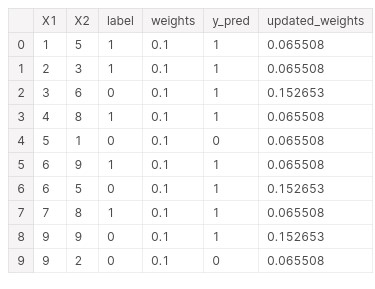 X1 X2 label weights y_pred updated_weights
0 1 5 1 0.1 1 0.065508
1 2 3 1 0.1 1 0.065508
2 3 6 0 0.1 1 0.152653
3 4 8 1 0.1 1 0.065508
4 5 1 0 0.1 0 0.065508
5 6 9 1 0.1 1 0.065508
6 6 5 0 0.1 1 0.152653
7 7 8 1 0.1 1 0.065508
8 9 9 0 0.1 1 0.152653
9 9 2 0 0.1 0 0.065508